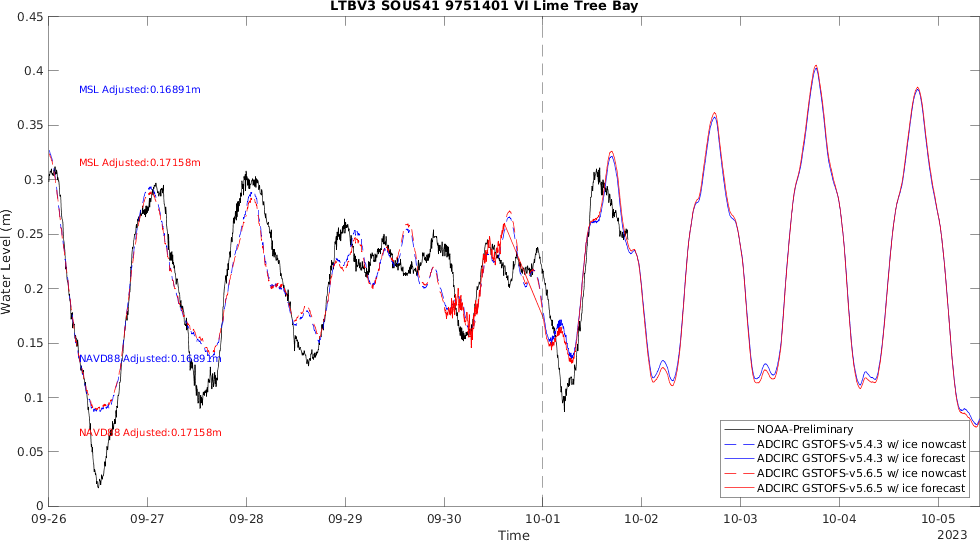 LTBV3 SOUS41 9751401 VI Lime Tree Bay
Water Level (m)
0.45
0.4
0.35
0.3
0.25
0.2
0.15
0.1
0.05
0
MSL Adjusted:0.16891m
MSL Adjusted:0.17158m
NAVD88 Adjusted:0.16891m
NAVD88 Adjusted:0.17158m
NOAA-Preliminary
ADCIRC GSTOFS-v5.4.3 w/ ice nowcast
ADCIRC GSTOFS-v5.4.3 w/ ice forecast
ADCIRC GSTOFS-v5.6.5 w/ ice nowcast
ADCIRC GSTOFS-v5.6.5 w/ ice forecast
09-26 09-27 09-28 09-29 09-30 10-01 10-02 10-03 10-04 10-05
Time
2023